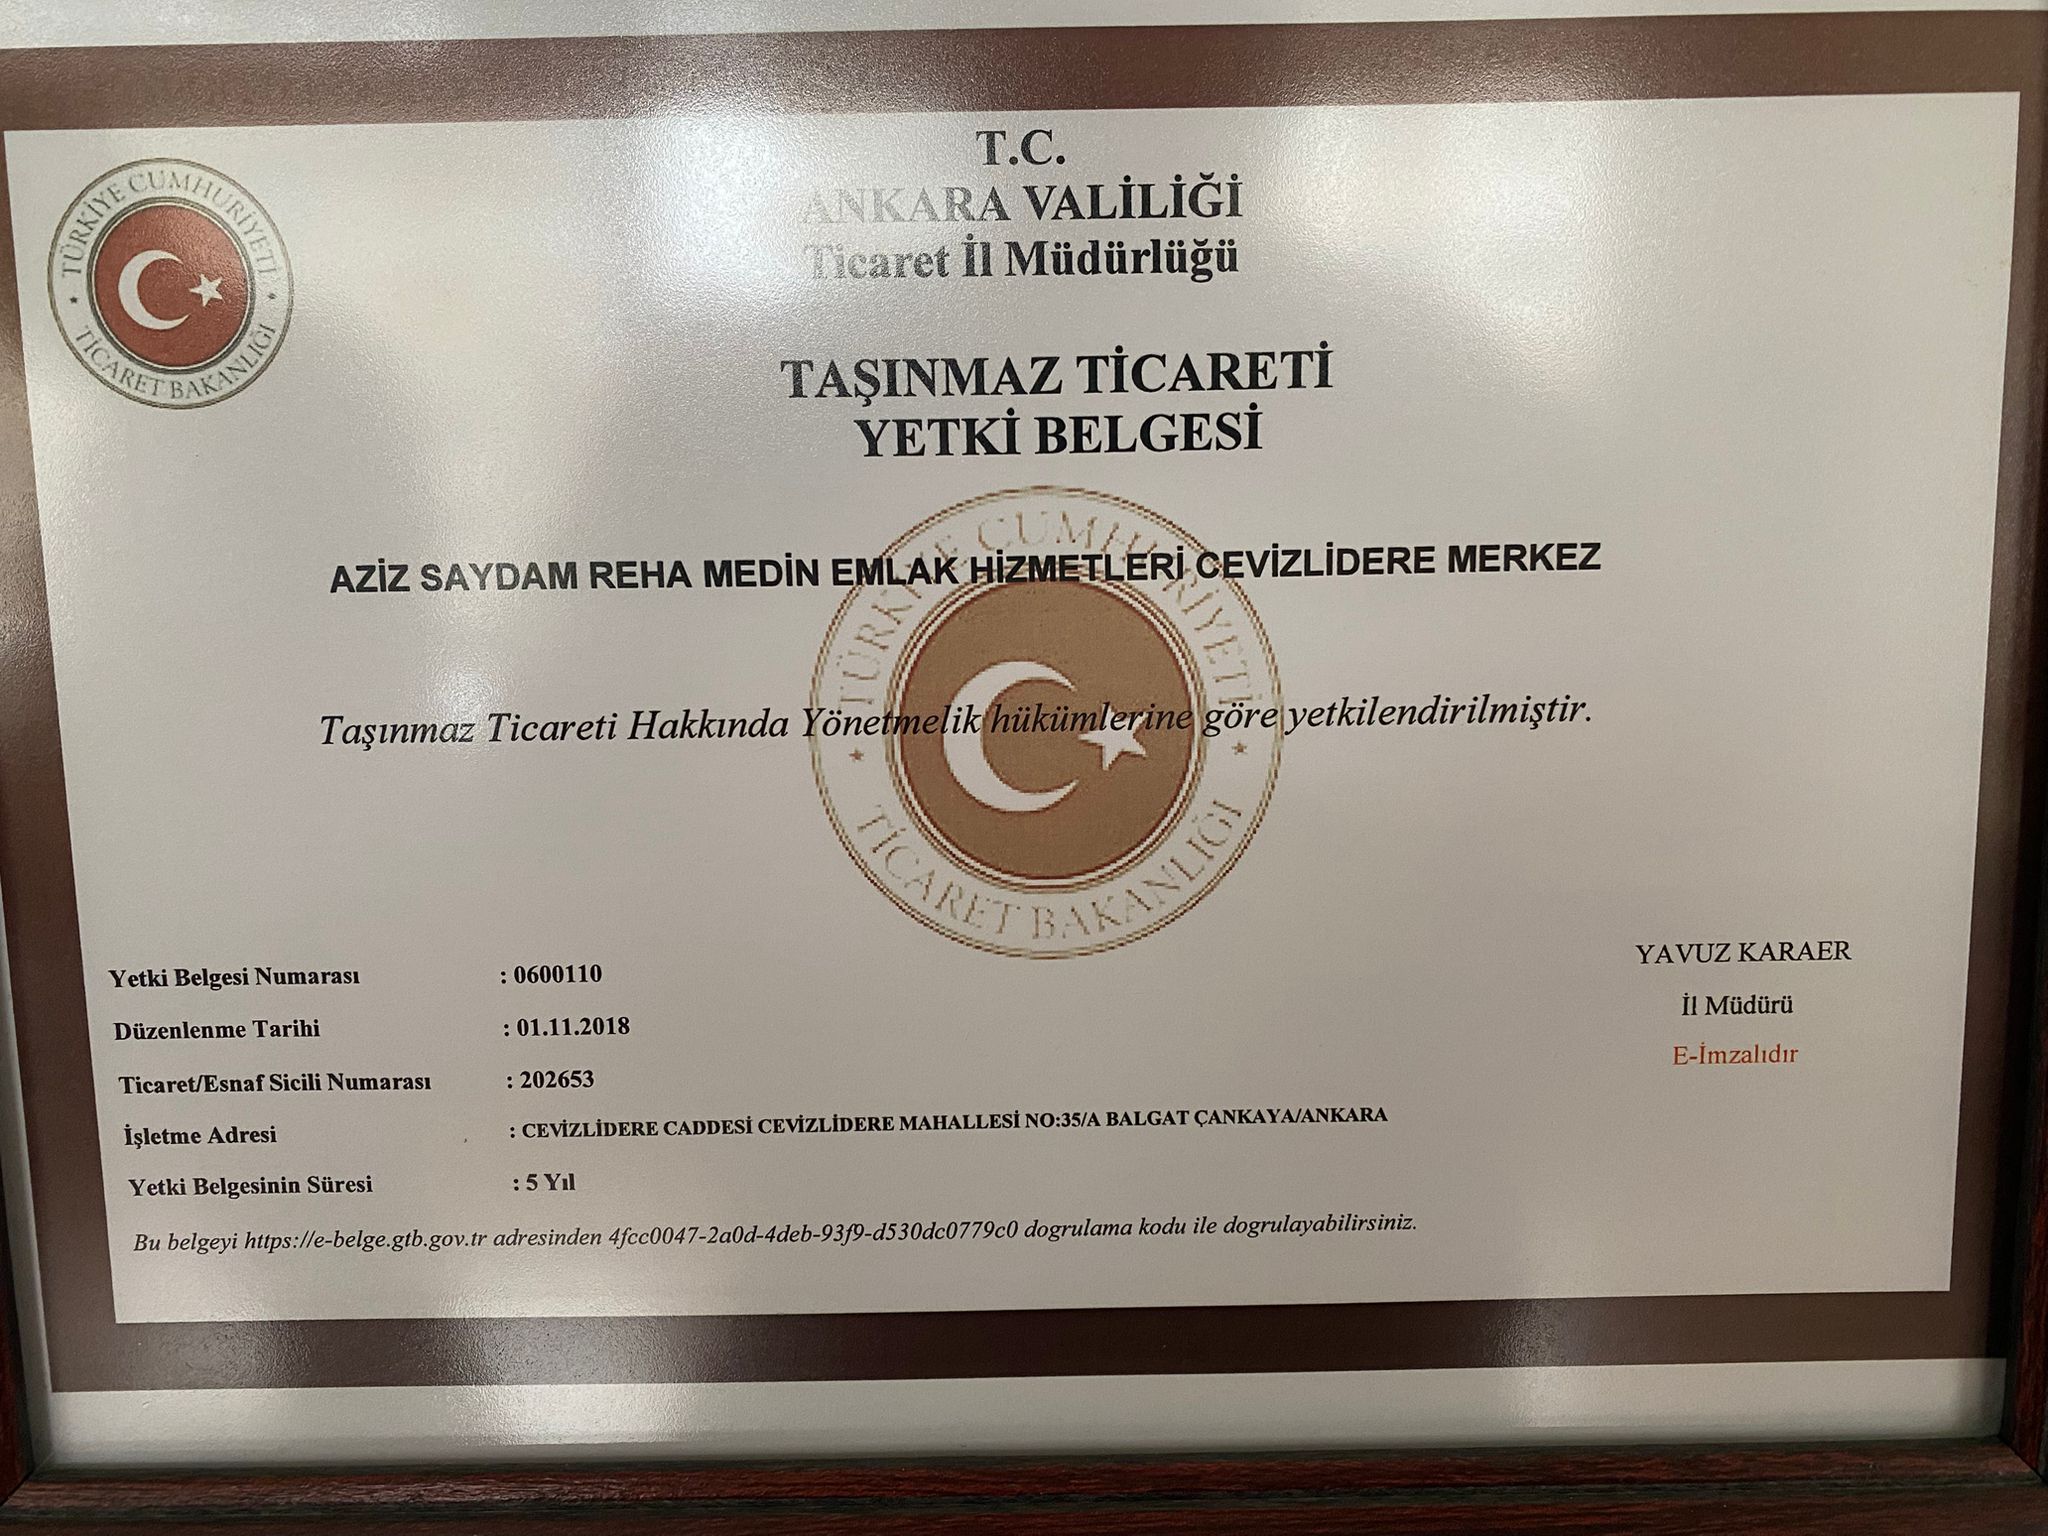 TÜRKİYE CUMHURİYETİ
TİCARET BAKANLIĞI
T.C.
ANKARA VALİLİĞİ
Ticaret İl Müdürlüğü
TAŞINMAZ TİCARETİ
YETKİ BELGESİ
TÜRKİYE CUMHURİYETİ
AZİZ SAYDAM REHA MEDİN EMLAK HİZMETLERİ CEVİZLİDERE MERKEZ
Taşınmaz Ticareti Hakkında Yönetmelik hükümlerine göre yetkilendirilmiştir.
TİCARET BAKANLIĞI
YAVUZ KARAER
İl Müdürü
E-İmzalıdır
Yetki Belgesi Numarası : 0600110
Düzenlenme Tarihi : 01.11.2018
Ticaret/Esnaf Sicili Numarası : 202653
İşletme Adresi : CEVİZLİDERE CADDESİ CEVİZLİDERE MAHALLESİ NO:35/A BALGAT ÇANKAYA/ANKARA
Yetki Belgesinin Süresi : 5 Yıl
Bu belgeyi https://e-belge.gtb.gov.tr adresinden 4fcc0047-2a0d-4deb-93f9-d530dc0779c0 dogrulama kodu ile dogrulayabilirsiniz.